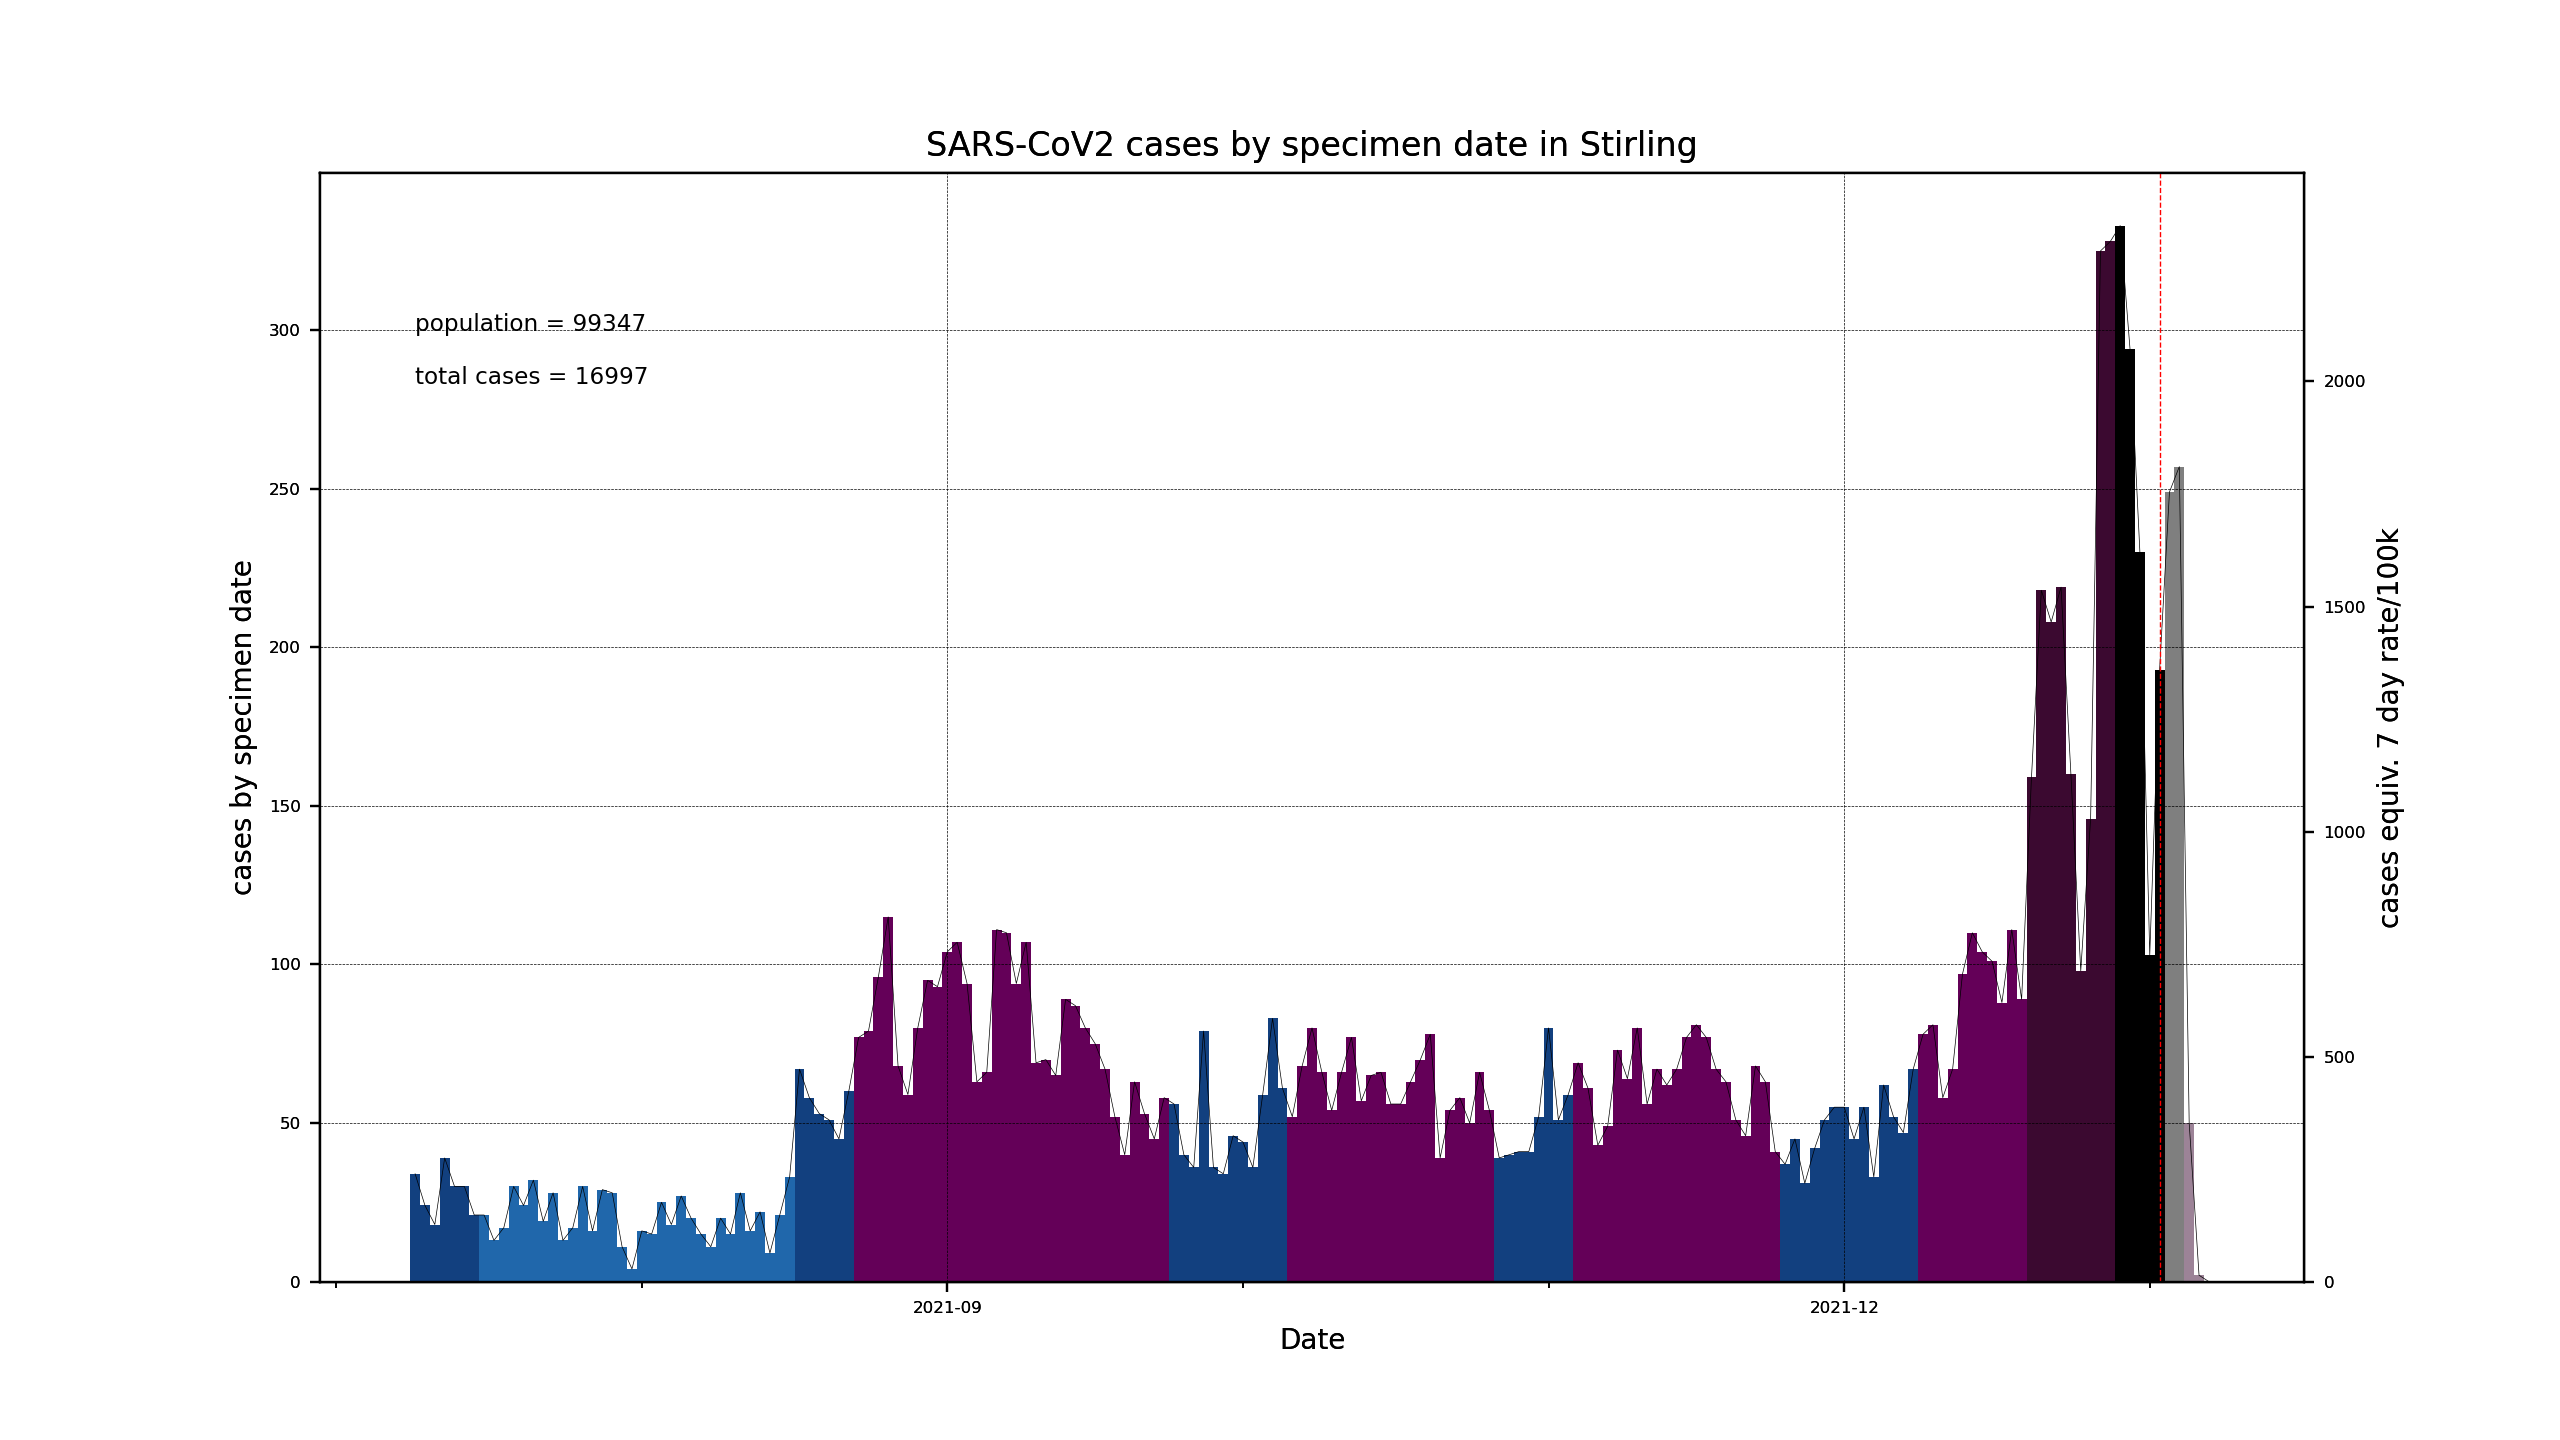 SARS-CoV2 cases by specimen date in Stirling
population = 99347
total cases = 16997
cases by specimen date
300
250
200
150
100
50
0
2000
1500
1000
500
0
cases equiv. 7 day rate/100k
2021-09
2021-12
Date